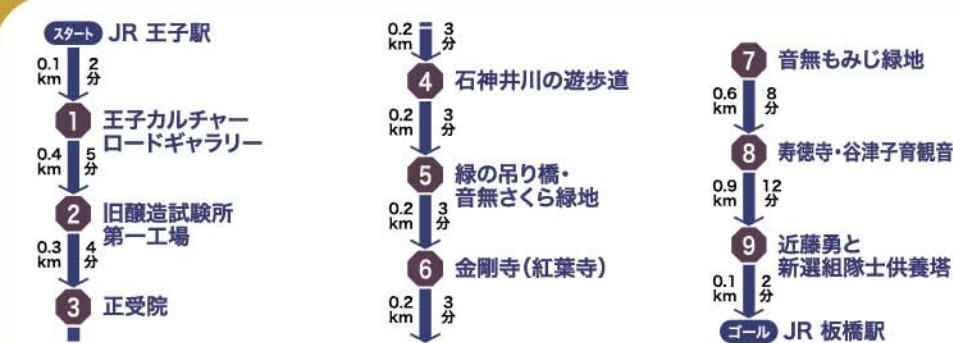 スタート JR 王子駅
0.1 km 2分
1 王子カルチャー
ロードギャラリー
0.4 km 5分
2 旧醸造試験所
第一工場
0.3 km 4分
3 正受院
0.2 km 3分
4 石神井川の遊歩道
0.2 km 3分
5 緑の吊り橋・
音無さくら緑地
0.2 km 3分
6 金剛寺(紅葉寺)
0.2 km 3分
7 音無もみじ緑地
0.6 km 8分
8 寿徳寺・谷津子育観音
0.9 km 12分
9 近藤勇と
新選組隊士供養塔
0.1 km 2分
ゴール JR 板橋駅